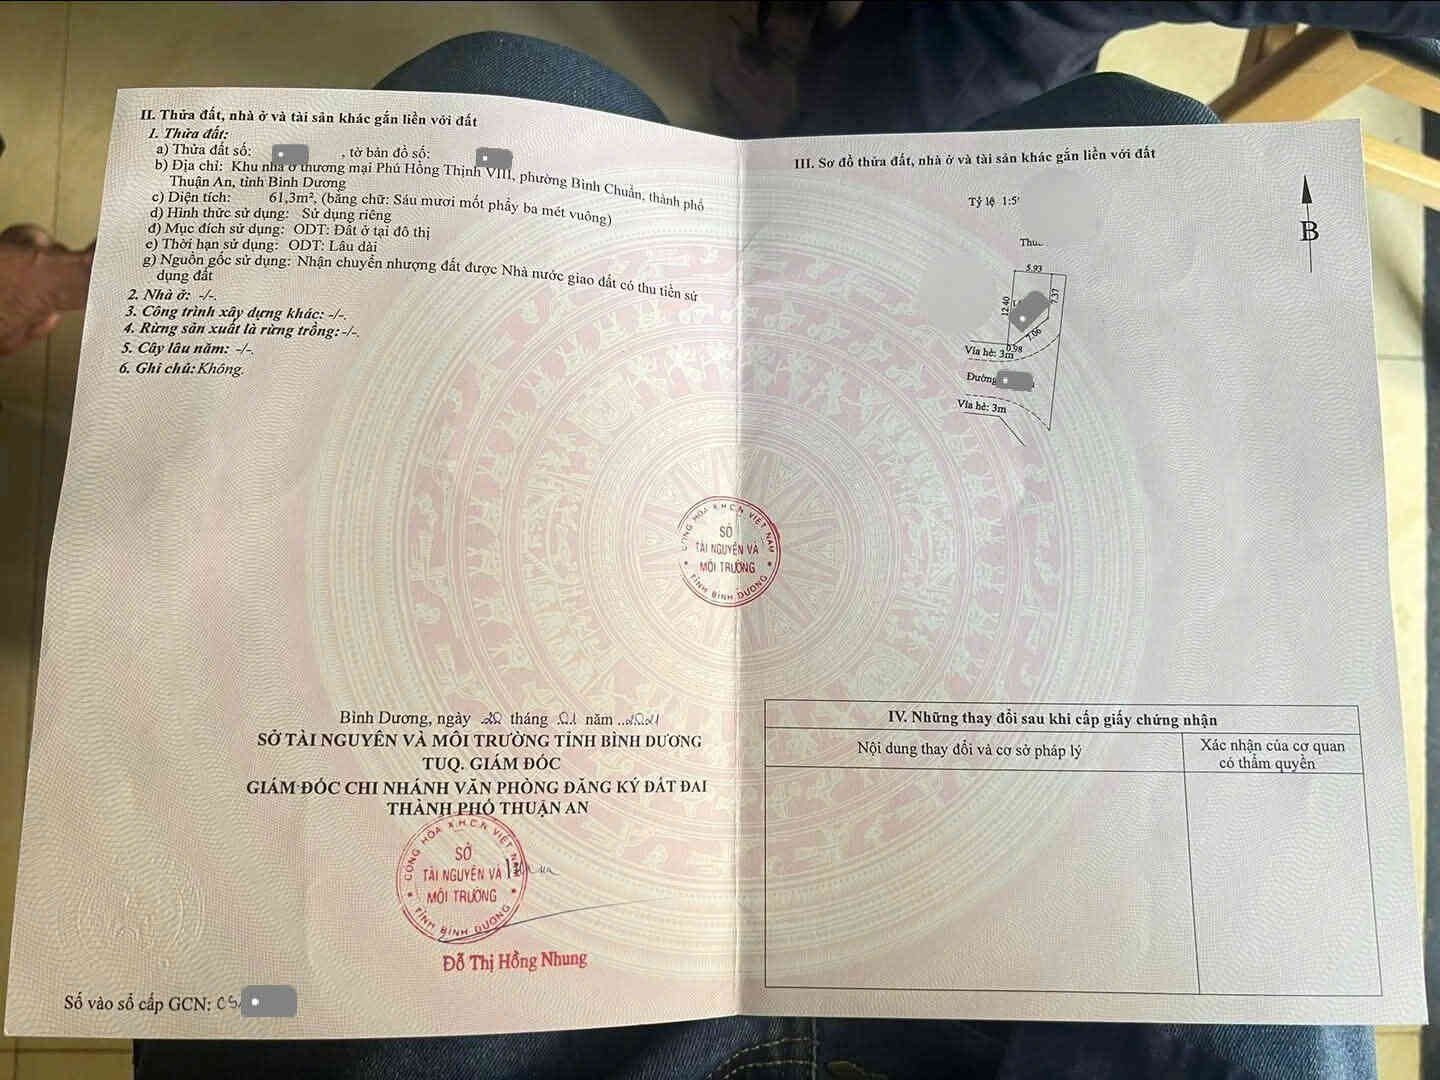 II. Thửa đất, nhà ở và tài sản khác gắn liền với đất
1. Thửa đất:
a) Thửa đất số: , tờ bản đồ số:
b) Địa chỉ: Khu nhà ở thương mại Phú Hồng Thịnh VIII, phường Bình Chuẩn, thành phố
Thuận An, tỉnh Bình Dương
c) Diện tích: 61,3m², (bằng chữ: Sáu mươi mốt phẩy ba mét vuông)
d) Hình thức sử dụng: Sử dụng riêng
đ) Mục đích sử dụng: ODT: Đất ở tại đô thị
e) Thời hạn sử dụng: ODT: Lâu dài
g) Nguồn gốc sử dụng: Nhận chuyển nhượng đất được Nhà nước giao đất có thu tiền sử
dụng đất
2. Nhà ở: -/-.
3. Công trình xây dựng khác: -/-.
4. Rừng sản xuất là rừng trồng: -/-.
5. Cây lâu năm: -/-.
6. Ghi chú: Không.
Bình Dương, ngày tháng năm
SỞ TÀI NGUYÊN VÀ MÔI TRƯỜNG TỈNH BÌNH DƯƠNG
TUQ. GIÁM ĐỐC
GIÁM ĐỐC CHI NHÁNH VĂN PHÒNG ĐĂNG KÝ ĐẤT ĐAI
THÀNH PHỐ THUẬN AN
CỘNG HÒA X.H.C.N VIỆT NAM
SỞ
TÀI NGUYÊN VÀ
MÔI TRƯỜNG
TỈNH BÌNH DƯƠNG
Đỗ Thị Hồng Nhung
Số vào sổ cấp GCN: CS
CỘNG HÒA X.H.C.N VIỆT NAM
SỞ
TÀI NGUYÊN VÀ
MÔI TRƯỜNG
TỈNH BÌNH DƯƠNG
III. Sơ đồ thửa đất, nhà ở và tài sản khác gắn liền với đất
Tỷ lệ 1:5
B
5.93
12.40
7.37
7.06
0.98
Vỉa hè: 3m
Đường
Vỉa hè: 3m
IV. Những thay đổi sau khi cấp giấy chứng nhận
Nội dung thay đổi và cơ sở pháp lý
Xác nhận của cơ quan
có thẩm quyền